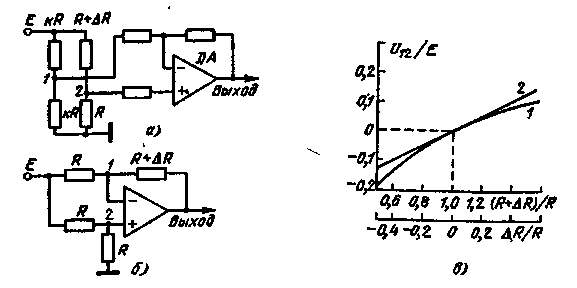 E кR R+ΔR
1
2
кR R
− DA
+
Выход
а)
E R 1 R+ΔR
R 2
R
−
+
Выход
б)
U12/E
0,2
0,1
0
−0,1
−0,2
2
1
0,6 0,8 1,0 1,2 (R+ΔR)/R
−0,4 −0,2 0 0,2 ΔR/R
в)